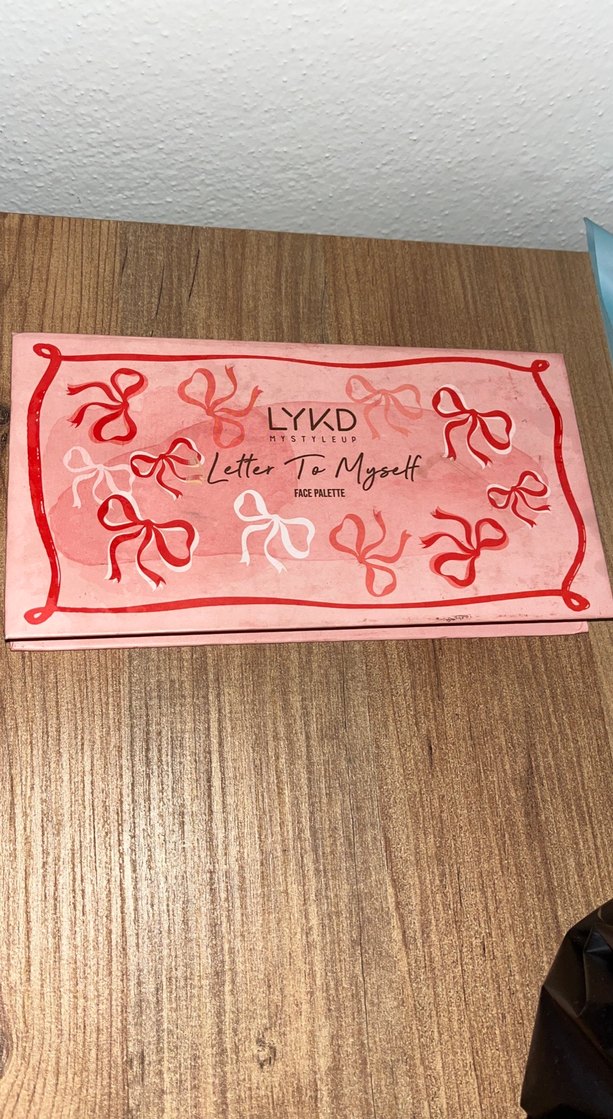 LYKD
MYSTYLEUP
Letter To Myself
FACE PALETTE